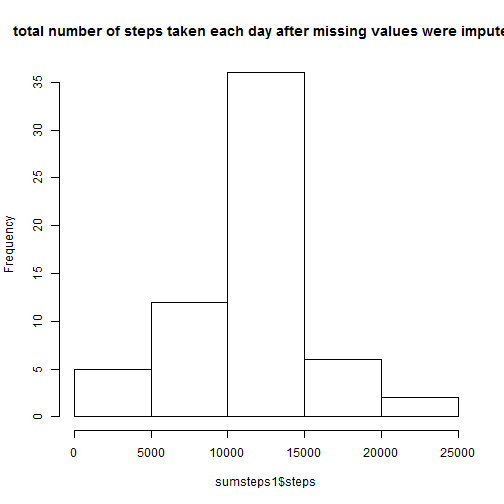 total number of steps taken each day after missing values were impute
Frequency
35
30
25
20
15
10
5
0
0 5000 10000 15000 20000 25000
sumsteps1$steps